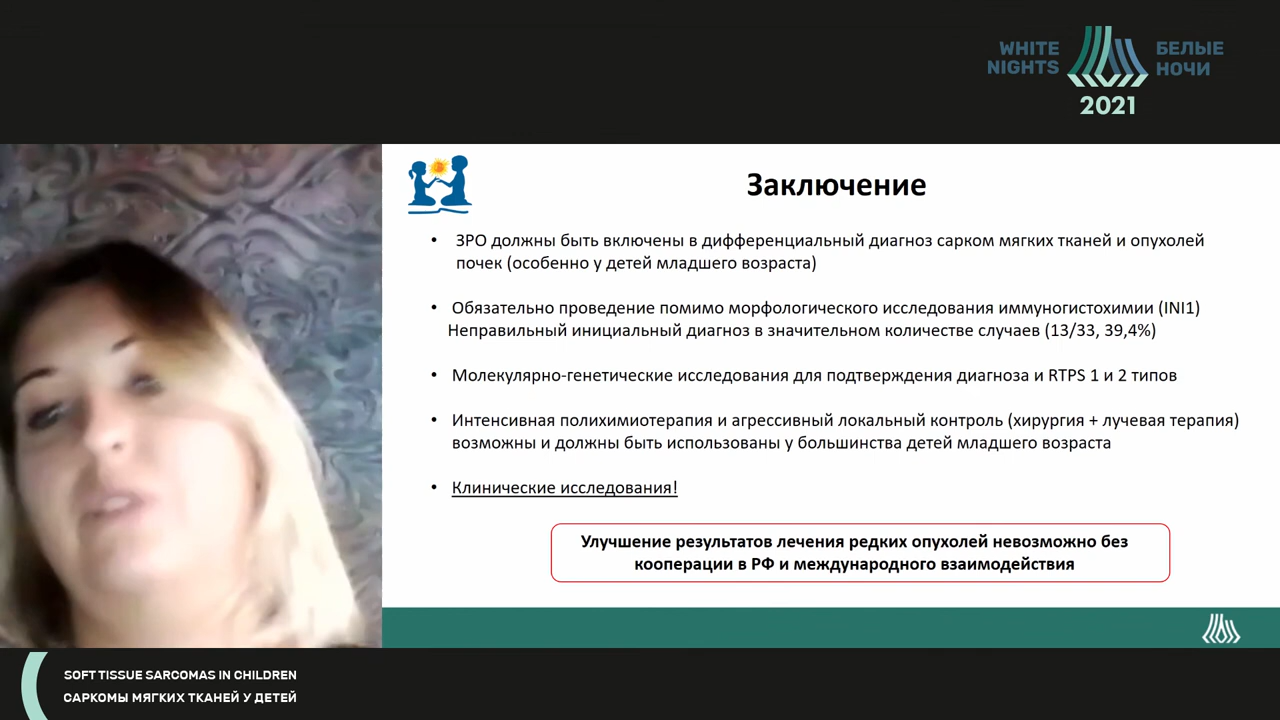 WHITE
NIGHTS
БЕЛЫЕ
НОЧИ
2021
Заключение
• ЗРО должны быть включены в дифференциальный диагноз сарком мягких тканей и опухолей
почек (особенно у детей младшего возраста)
• Обязательно проведение помимо морфологического исследования иммуногистохимии (INI1)
Неправильный инициальный диагноз в значительном количестве случаев (13/33, 39,4%)
• Молекулярно-генетические исследования для подтверждения диагноза и RTPS 1 и 2 типов
• Интенсивная полихимиотерапия и агрессивный локальный контроль (хирургия + лучевая терапия)
возможны и должны быть использованы у большинства детей младшего возраста
• Клинические исследования!
Улучшение результатов лечения редких опухолей невозможно без
кооперации в РФ и международного взаимодействия
SOFT TISSUE SARCOMAS IN CHILDREN
САРКОМЫ МЯГКИХ ТКАНЕЙ У ДЕТЕЙ